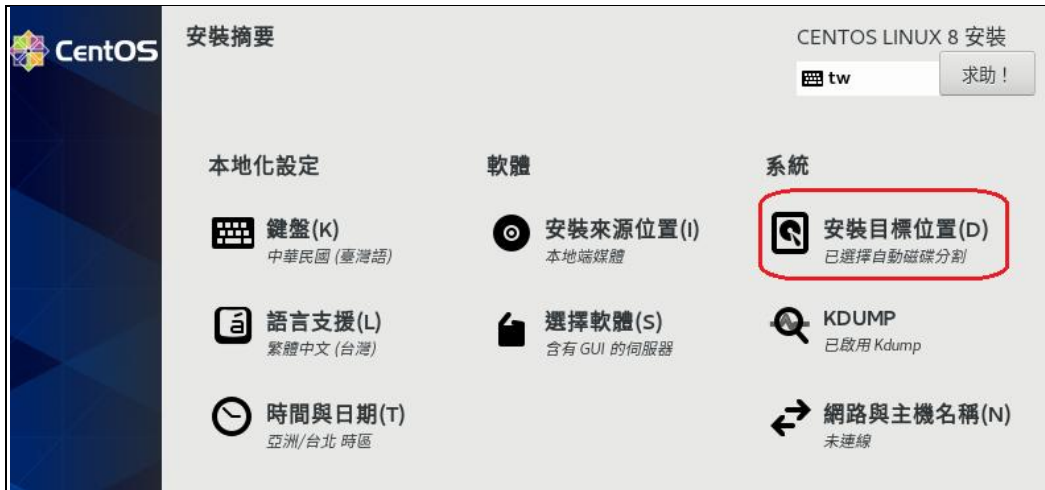 CentOS
安裝摘要
CENTOS LINUX 8 安裝
tw
求助！
本地化設定
鍵盤(K)
中華民國 (臺灣語)
á
語言支援(L)
繁體中文 (台灣)
時間與日期(T)
亞洲/台北 時區
軟體
安裝來源位置(I)
本地端媒體
選擇軟體(S)
含有 GUI 的伺服器
系統
安裝目標位置(D)
已選擇自動磁碟分割
KDUMP
已啟用 Kdump
網路與主機名稱(N)
未連線